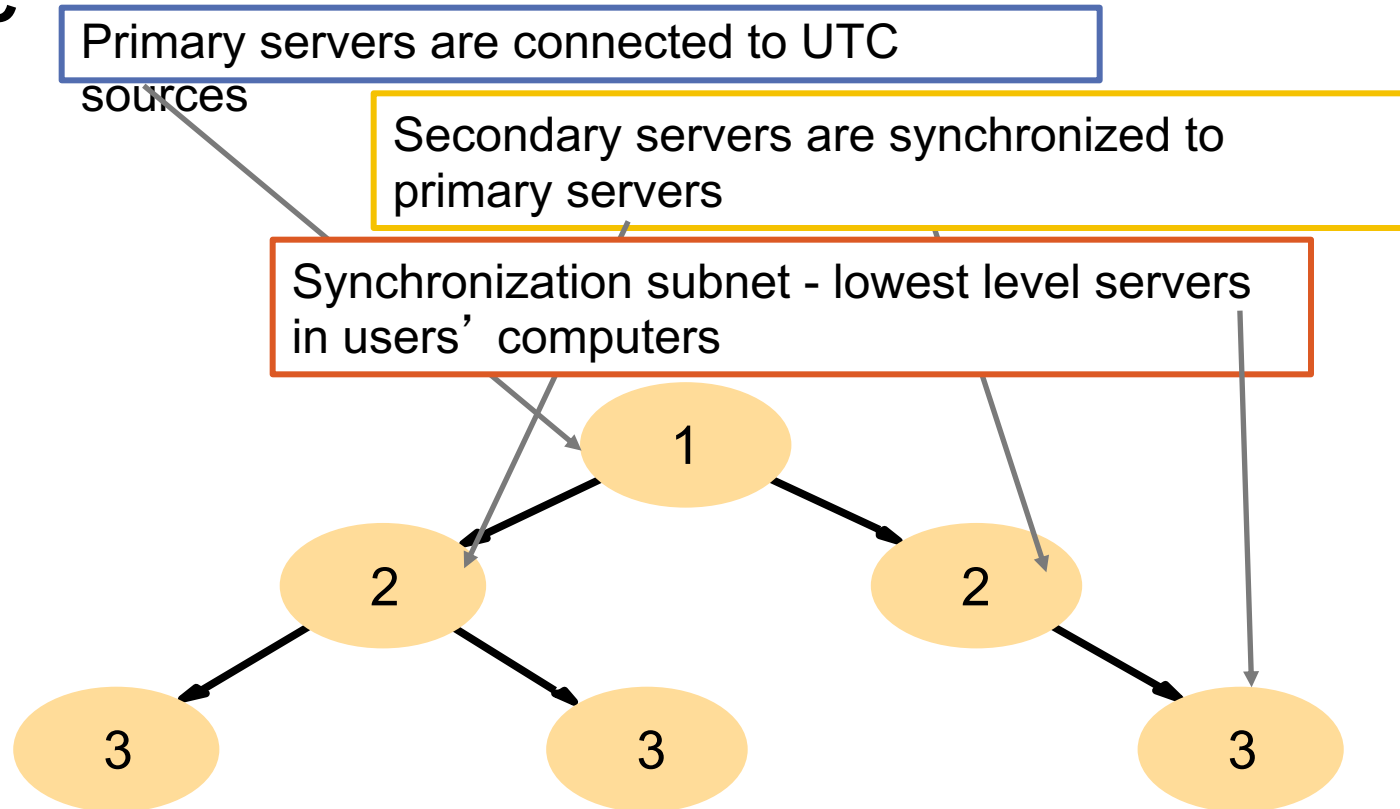 Primary servers are connected to UTC
sources
Secondary servers are synchronized to
primary servers
Synchronization subnet - lowest level servers
in users’ computers
1
2
2
3
3
3